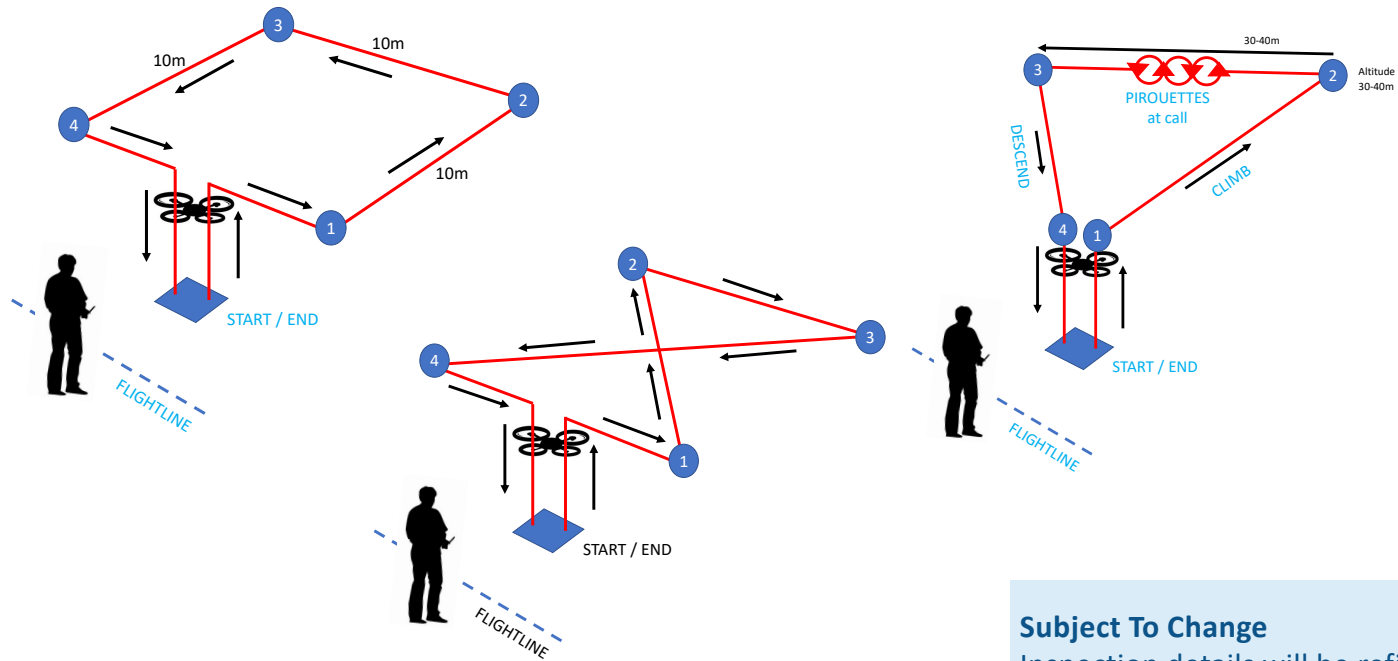 3
10m
10m
2
4
10m
1
START / END
FLIGHTLINE
2
3
4
1
START / END
FLIGHTLINE
30-40m
3
2
Altitude
30-40m
PIROUETTES
at call
DESCEND
CLIMB
4
1
START / END
FLIGHTLINE
Subject To Change